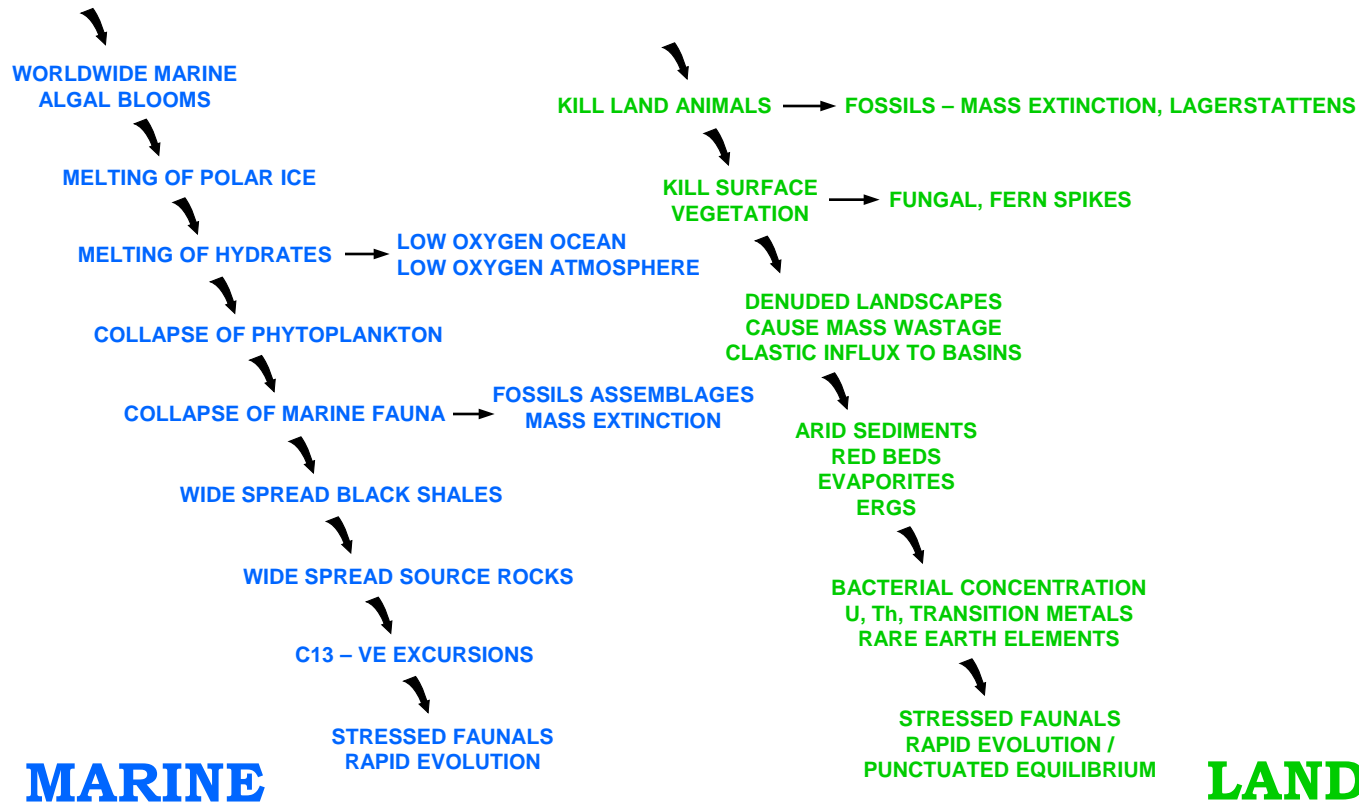 WORLDWIDE MARINE
ALGAL BLOOMS
MELTING OF POLAR ICE
MELTING OF HYDRATES
LOW OXYGEN OCEAN
LOW OXYGEN ATMOSPHERE
COLLAPSE OF PHYTOPLANKTON
COLLAPSE OF MARINE FAUNA
FOSSILS ASSEMBLAGES
MASS EXTINCTION
WIDE SPREAD BLACK SHALES
WIDE SPREAD SOURCE ROCKS
C13 – VE EXCURSIONS
STRESSED FAUNALS
RAPID EVOLUTION
MARINE
KILL LAND ANIMALS
FOSSILS – MASS EXTINCTION, LAGERSTATTENS
KILL SURFACE
VEGETATION
FUNGAL, FERN SPIKES
DENUDED LANDSCAPES
CAUSE MASS WASTAGE
CLASTIC INFLUX TO BASINS
ARID SEDIMENTS
RED BEDS
EVAPORITES
ERGS
BACTERIAL CONCENTRATION
U, Th, TRANSITION METALS
RARE EARTH ELEMENTS
STRESSED FAUNALS
RAPID EVOLUTION /
PUNCTUATED EQUILIBRIUM
LAND